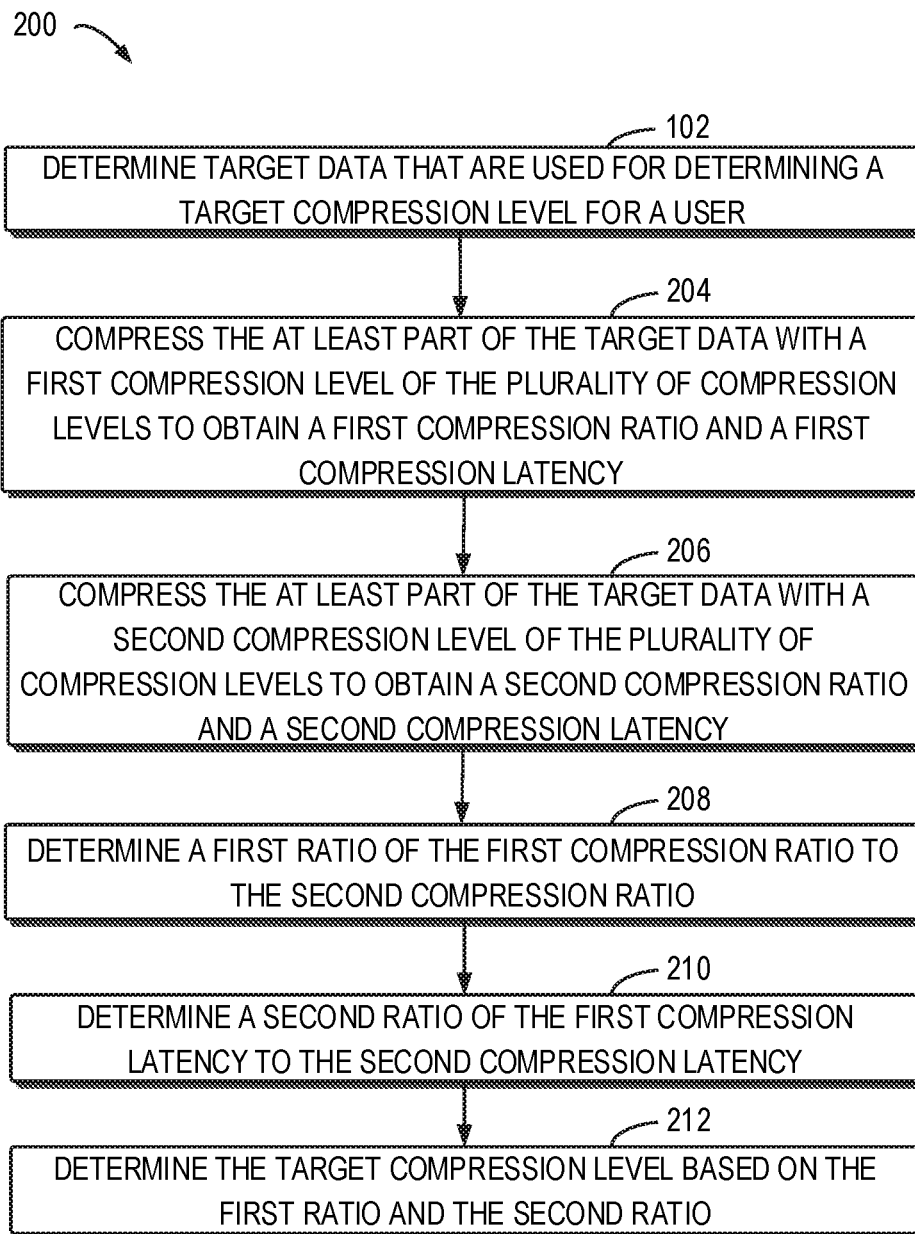 200
102
DETERMINE TARGET DATA THAT ARE USED FOR DETERMINING A
TARGET COMPRESSION LEVEL FOR A USER
204
COMPRESS THE AT LEAST PART OF THE TARGET DATA WITH A
FIRST COMPRESSION LEVEL OF THE PLURALITY OF COMPRESSION
LEVELS TO OBTAIN A FIRST COMPRESSION RATIO AND A FIRST
COMPRESSION LATENCY
206
COMPRESS THE AT LEAST PART OF THE TARGET DATA WITH A
SECOND COMPRESSION LEVEL OF THE PLURALITY OF
COMPRESSION LEVELS TO OBTAIN A SECOND COMPRESSION RATIO
AND A SECOND COMPRESSION LATENCY
208
DETERMINE A FIRST RATIO OF THE FIRST COMPRESSION RATIO TO
THE SECOND COMPRESSION RATIO
210
DETERMINE A SECOND RATIO OF THE FIRST COMPRESSION
LATENCY TO THE SECOND COMPRESSION LATENCY
212
DETERMINE THE TARGET COMPRESSION LEVEL BASED ON THE
FIRST RATIO AND THE SECOND RATIO